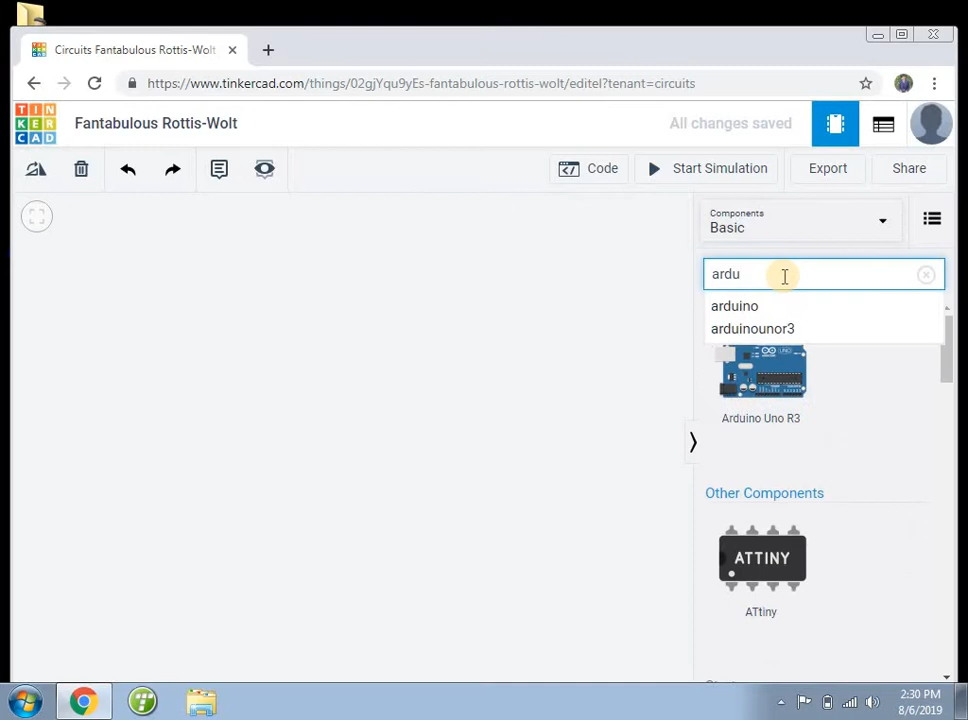 Circuits Fantabulous Rottis-Wolt
https://www.tinkercad.com/things/02gjYqu9yEs-fantabulous-rottis-wolt/editel?tenant=circuits
TIN
KER
CAD
Fantabulous Rottis-Wolt
All changes saved
Code
Start Simulation
Export
Share
Components
Basic
ardu
arduino
arduinounor3
Arduino Uno R3
Other Components
ATTINY
ATtiny
2:30 PM
8/6/2019